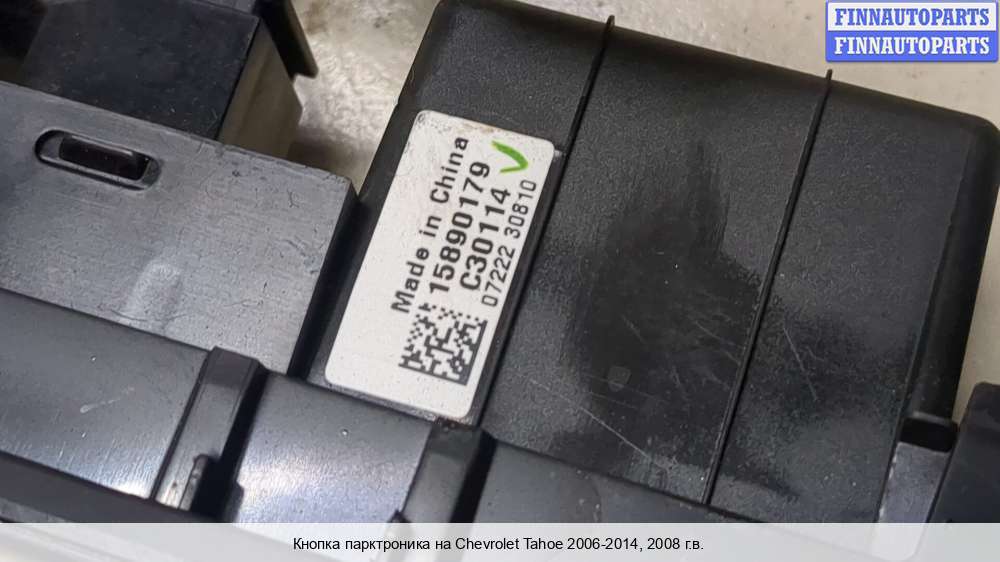 FINNAUTOPARTS
FINNAUTOPARTS
Made in China
15890179
C30114
07222 30810
Кнопка парктроника на Chevrolet Tahoe 2006-2014, 2008 г.в.